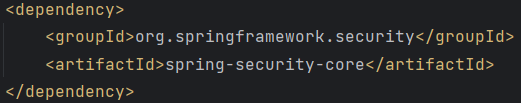 <dependency>
    <groupId>org.springframework.security</groupId>
    <artifactId>spring-security-core</artifactId>
</dependency>